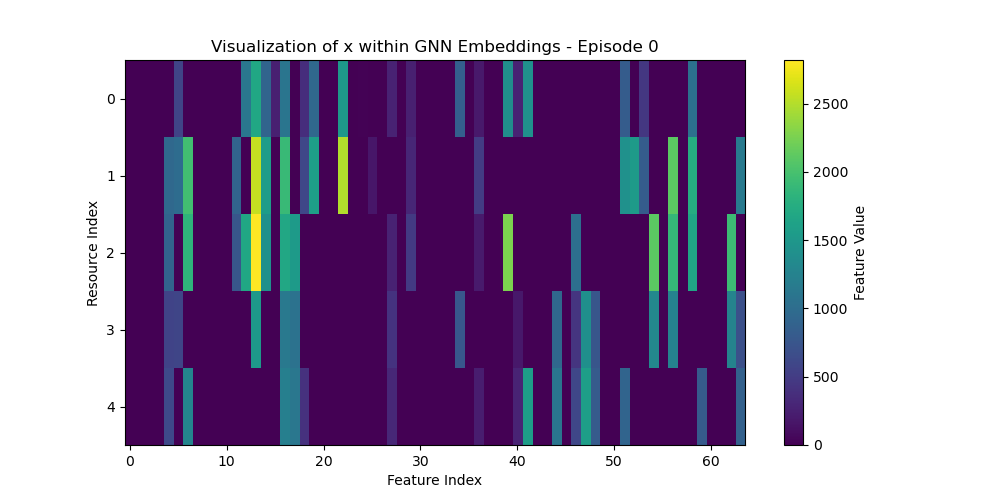 Visualization of x within GNN Embeddings - Episode 0
Resource Index
0
1
2
3
4
0 10 20 30 40 50 60
Feature Index
2500
2000
1500
1000
500
0
Feature Value